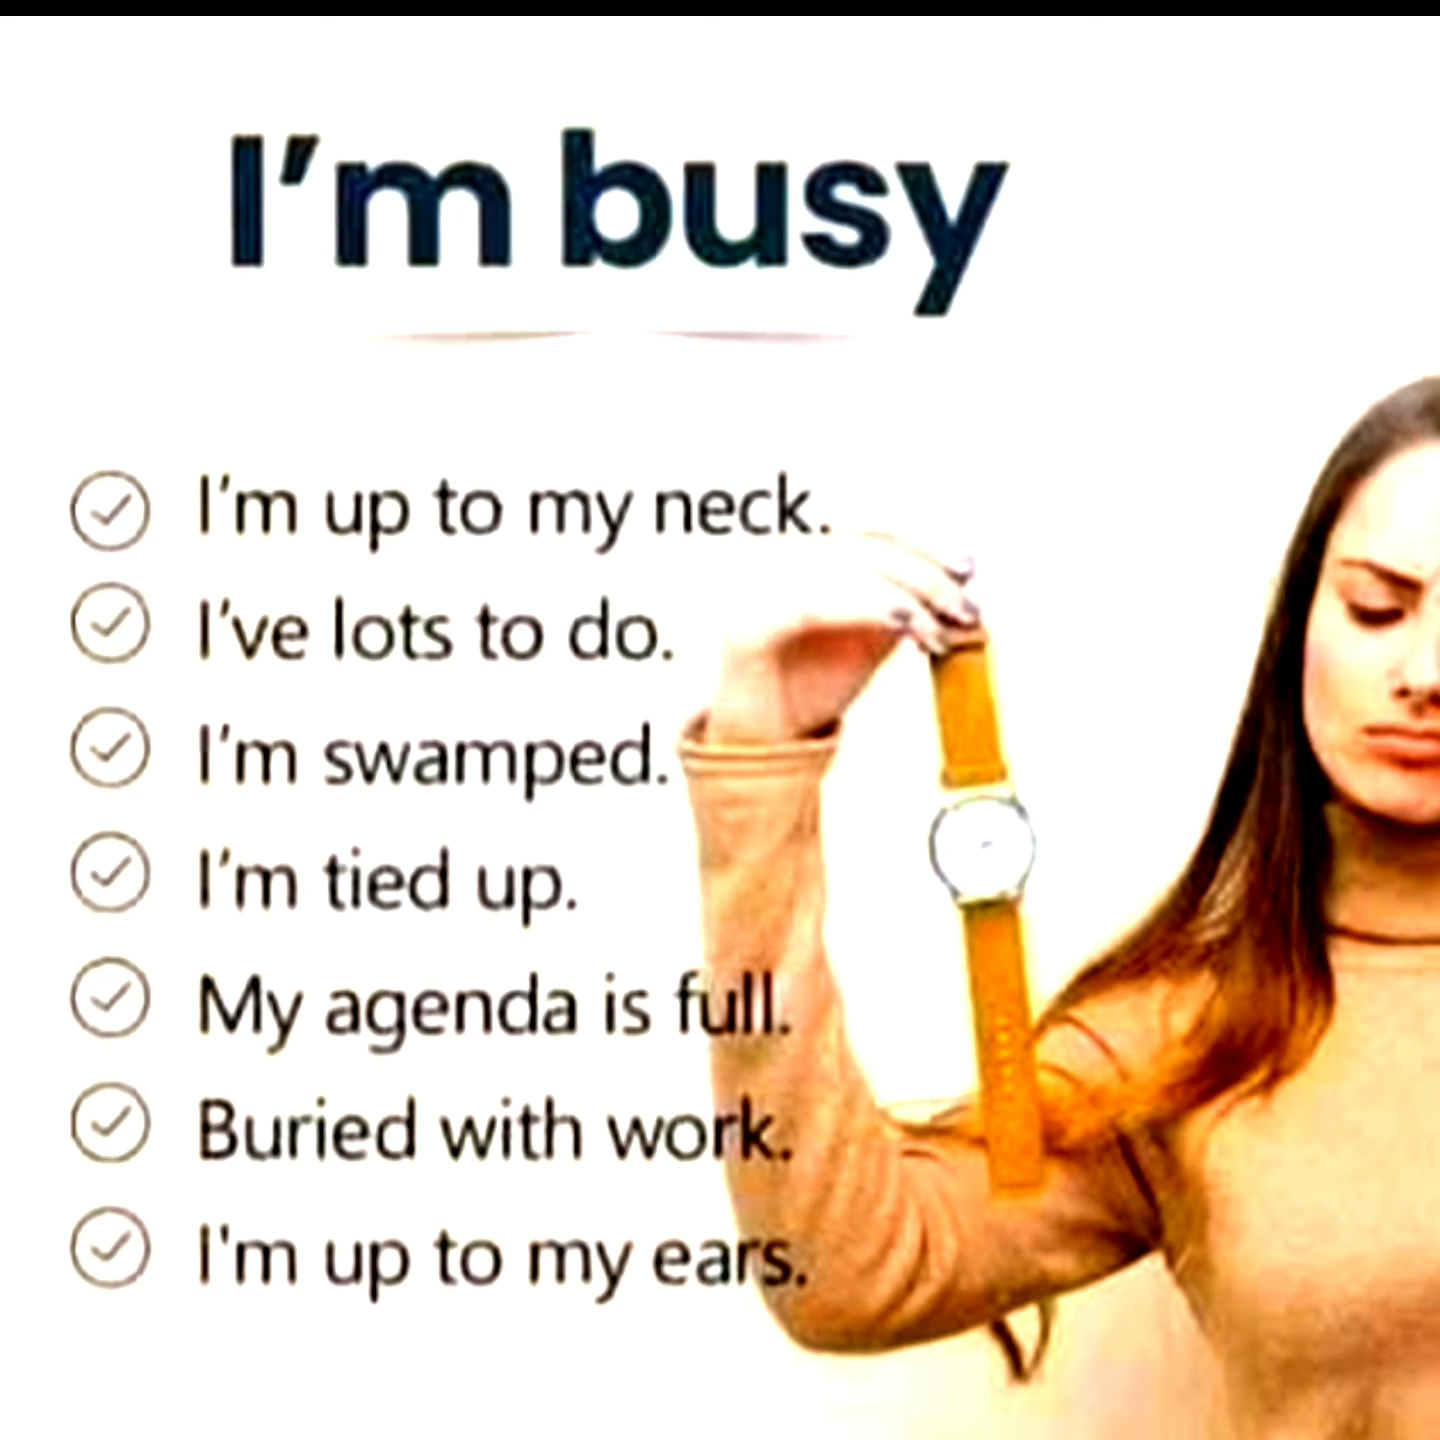 I’m busy
I’m up to my neck.
I’ve lots to do.
I’m swamped.
I’m tied up.
My agenda is full.
Buried with work.
I'm up to my ears.